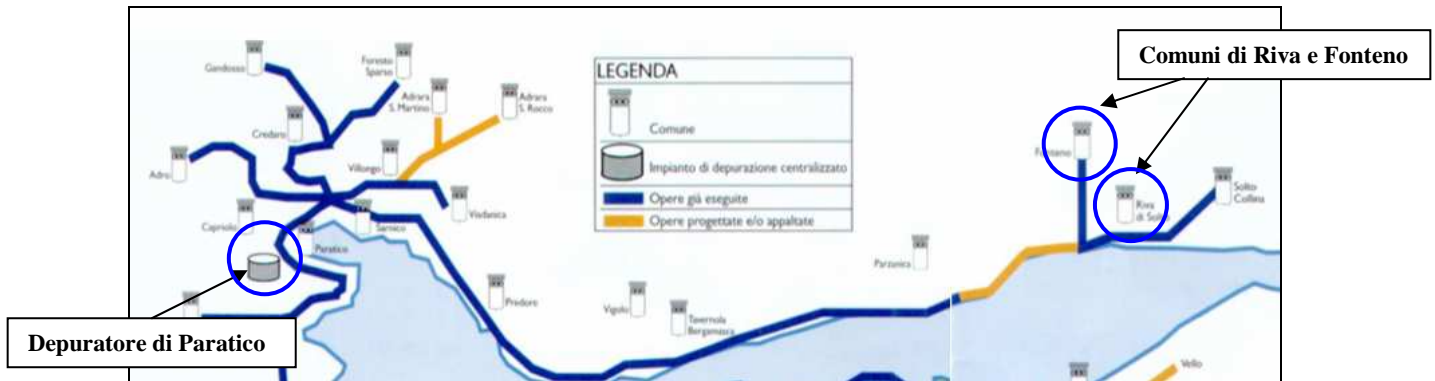 Comuni di Riva e Fonteno
Gandosso
Foresto
Sparso
LEGENDA
Adrara
S. Martino
Adrara
S. Rocco
Comune
Credaro
Fonteno
Villongo
Impianto di depurazione centralizzato
Adro
Solto
Collina
Opere già eseguite
Riva
di Solto
Viadanica
Opere progettate e/o appaltate
Capriolo
Sarnico
Paratico
Parzanica
Predore
Vigolo
Tavernola
Bergamasca
Depuratore di Paratico
Vello